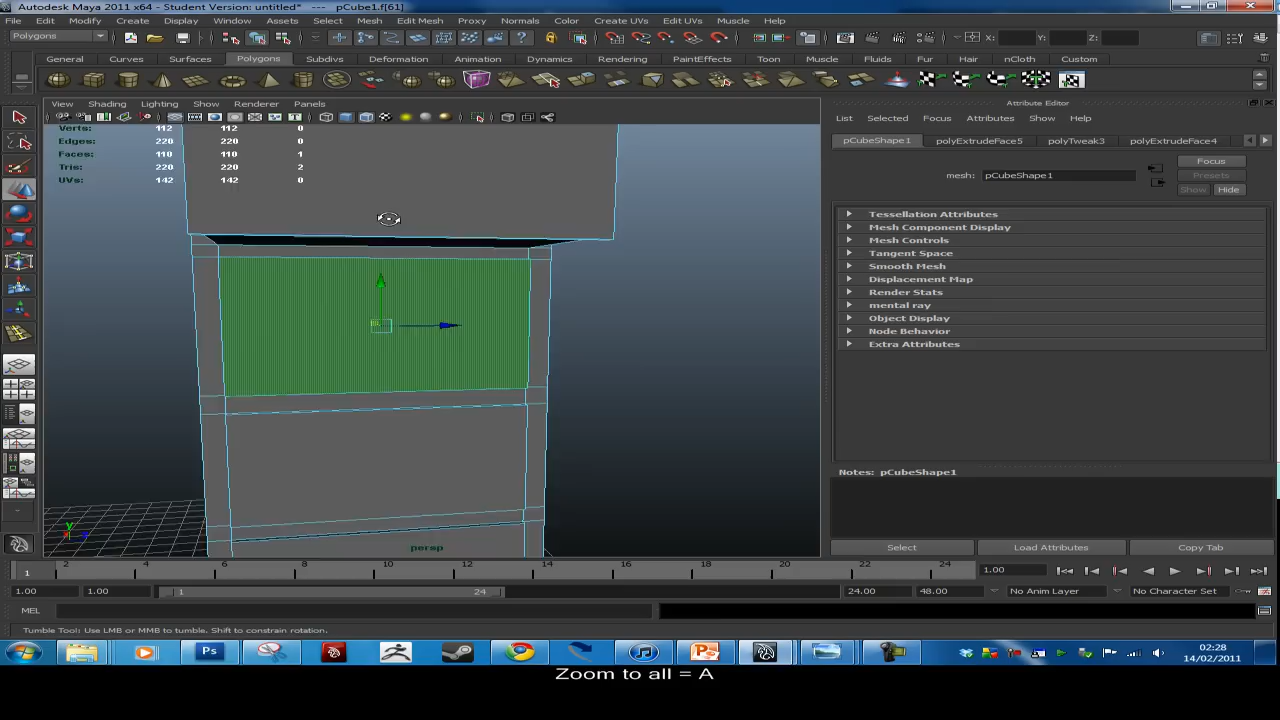 Autodesk Maya 2011 x64 - Student Version: untitled* --- pCube1.f[61]
File Edit Modify Create Display Window Assets Select Mesh Edit Mesh Proxy Normals Color Create UVs Edit UVs Muscle Help
Polygons X: Y: Z:
General Curves Surfaces Polygons Subdivs Deformation Animation Dynamics Rendering PaintEffects Toon Muscle Fluids Fur Hair nCloth Custom
View Shading Lighting Show Renderer Panels
Attribute Editor
List Selected Focus Attributes Show Help
Verts: 112 112 0
Edges: 220 220 0
Faces: 110 110 1
Tris: 220 220 2
UVs: 142 142 0
pCubeShape1 polyExtrudeFace5 polyTweak3 polyExtrudeFace4
Focus
mesh: pCubeShape1
Presets
Show Hide
Tessellation Attributes
Mesh Component Display
Mesh Controls
Tangent Space
Smooth Mesh
Displacement Map
Render Stats
mental ray
Object Display
Node Behavior
Extra Attributes
Notes: pCubeShape1
y
x z
persp
Select Load Attributes Copy Tab
1 2 4 6 8 10 12 14 16 18 20 22 24 1.00
1.00 1.00 1 24 24.00 48.00 No Anim Layer No Character Set
MEL
Tumble Tool: Use LMB or MMB to tumble. Shift to constrain rotation.
Ps
02:28
14/02/2011
Zoom to all = A